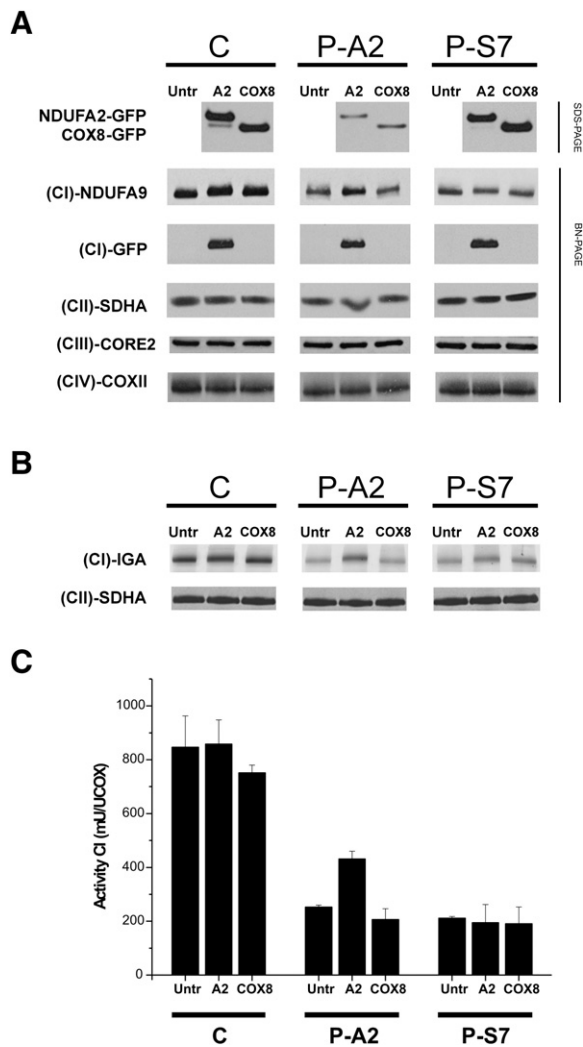 A
C P-A2 P-S7
Untr A2 COX8 Untr A2 COX8 Untr A2 COX8
NDUFA2-GFP
COX8-GFP
SDS-PAGE
(CI)-NDUFA9
(CI)-GFP
BN-PAGE
(CII)-SDHA
(CIII)-CORE2
(CIV)-COXII
B
C P-A2 P-S7
Untr A2 COX8 Untr A2 COX8 Untr A2 COX8
(CI)-IGA
(CII)-SDHA
C
Activity CI (mU/UCOX)
1000
800
600
400
200
0
Untr A2 COX8 Untr A2 COX8 Untr A2 COX8
C P-A2 P-S7